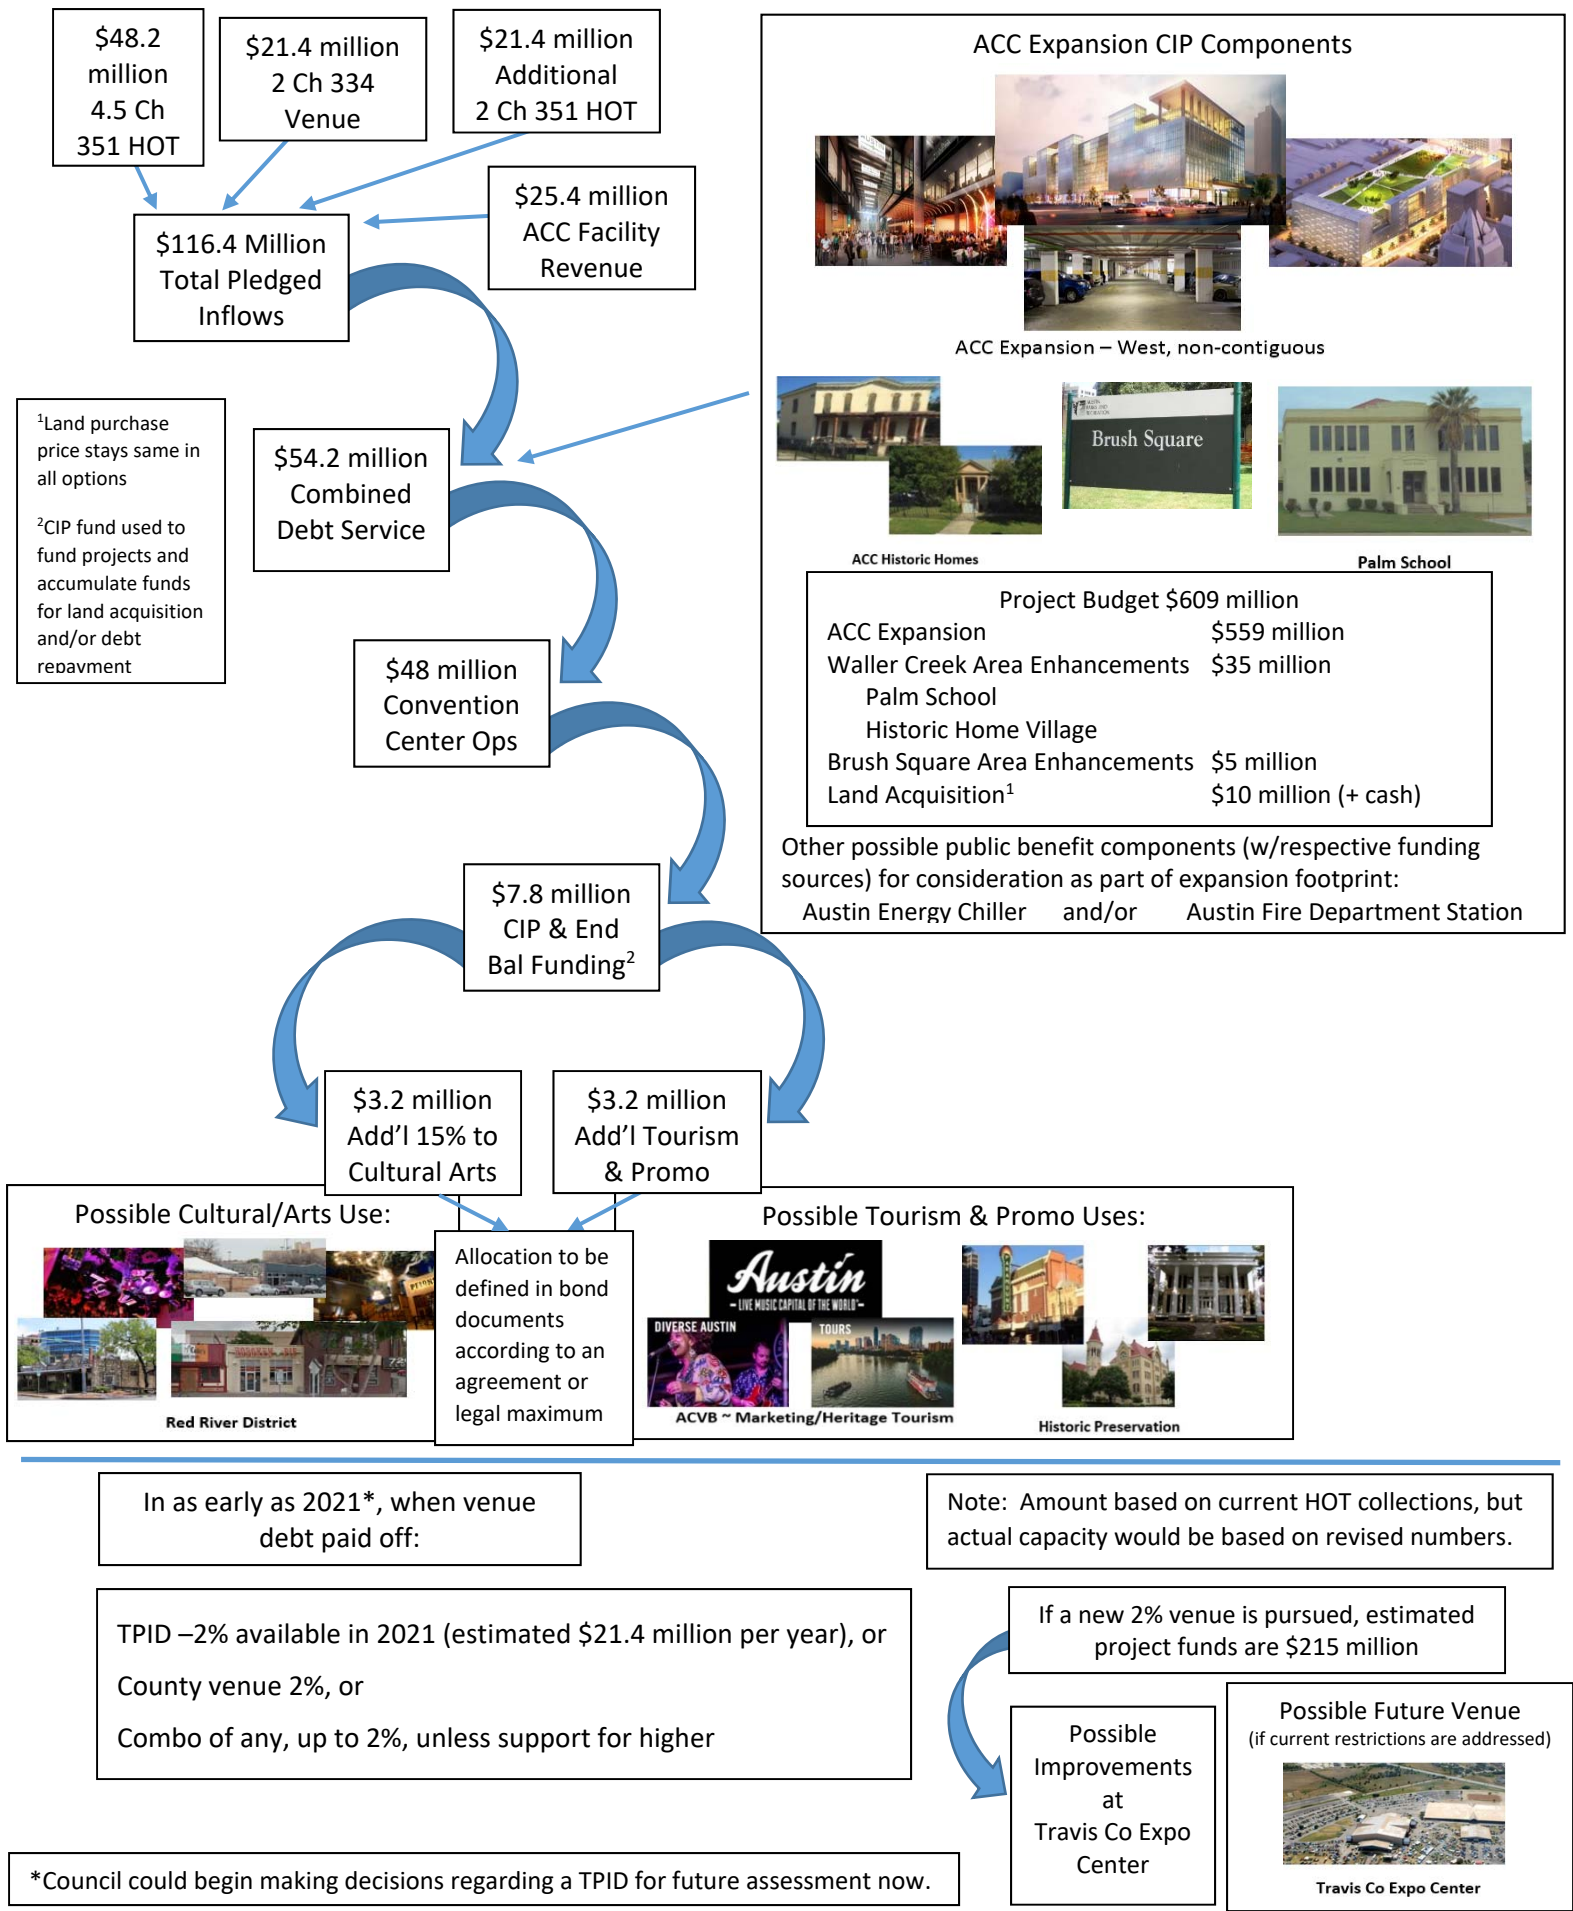 $48.2
million
4.5 Ch
351 HOT
$21.4 million
2 Ch 334
Venue
$21.4 million
Additional
2 Ch 351 HOT
$25.4 million
ACC Facility
Revenue
$116.4 Million
Total Pledged
Inflows
ACC Expansion CIP Components
ACC Expansion – West, non-contiguous
Brush Square
ACC Historic Homes
Palm School
1Land purchase
price stays same in
all options
2CIP fund used to
fund projects and
accumulate funds
for land acquisition
and/or debt
repayment
$54.2 million
Combined
Debt Service
$48 million
Convention
Center Ops
Project Budget $609 million
ACC Expansion $559 million
Waller Creek Area Enhancements $35 million
Palm School
Historic Home Village
Brush Square Area Enhancements $5 million
Land Acquisition1 $10 million (+ cash)
Other possible public benefit components (w/respective funding
sources) for consideration as part of expansion footprint:
Austin Energy Chiller and/or Austin Fire Department Station
$7.8 million
CIP & End
Bal Funding2
$3.2 million
Add'l 15% to
Cultural Arts
$3.2 million
Add'l Tourism
& Promo
Possible Cultural/Arts Use:
Red River District
Allocation to be
defined in bond
documents
according to an
agreement or
legal maximum
Possible Tourism & Promo Uses:
Austin
LIVE MUSIC CAPITAL OF THE WORLD
DIVERSE AUSTIN
TOURS
ACVB ~ Marketing/Heritage Tourism
Historic Preservation
In as early as 2021*, when venue
debt paid off:
Note: Amount based on current HOT collections, but
actual capacity would be based on revised numbers.
TPID –2% available in 2021 (estimated $21.4 million per year), or
County venue 2%, or
Combo of any, up to 2%, unless support for higher
If a new 2% venue is pursued, estimated
project funds are $215 million
Possible
Improvements
at
Travis Co Expo
Center
Possible Future Venue
(if current restrictions are addressed)
Travis Co Expo Center
*Council could begin making decisions regarding a TPID for future assessment now.